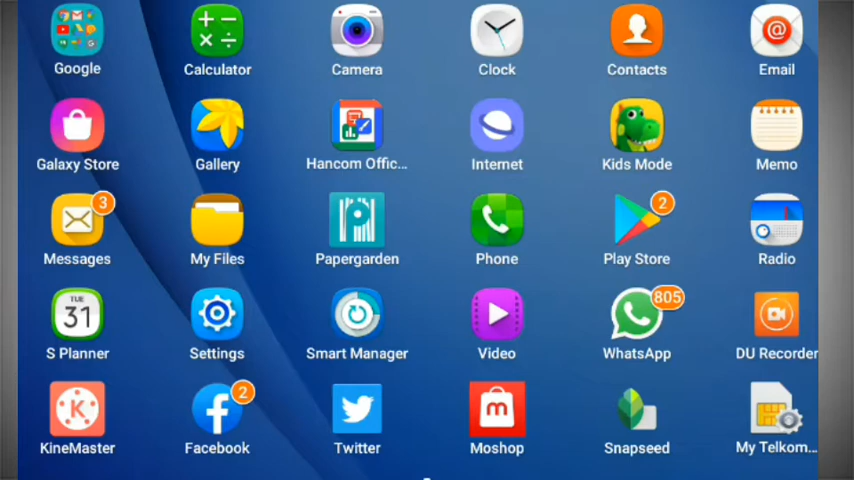 Google
Calculator
Camera
Clock
Contacts
Email
Galaxy Store
Gallery
Hancom Offic...
Internet
Kids Mode
Memo
3
2
Messages
My Files
Papergarden
Phone
Play Store
Radio
TUE
31
805
S Planner
Settings
Smart Manager
Video
WhatsApp
DU Recorder
2
KineMaster
Facebook
Twitter
Moshop
Snapseed
My Telkom...